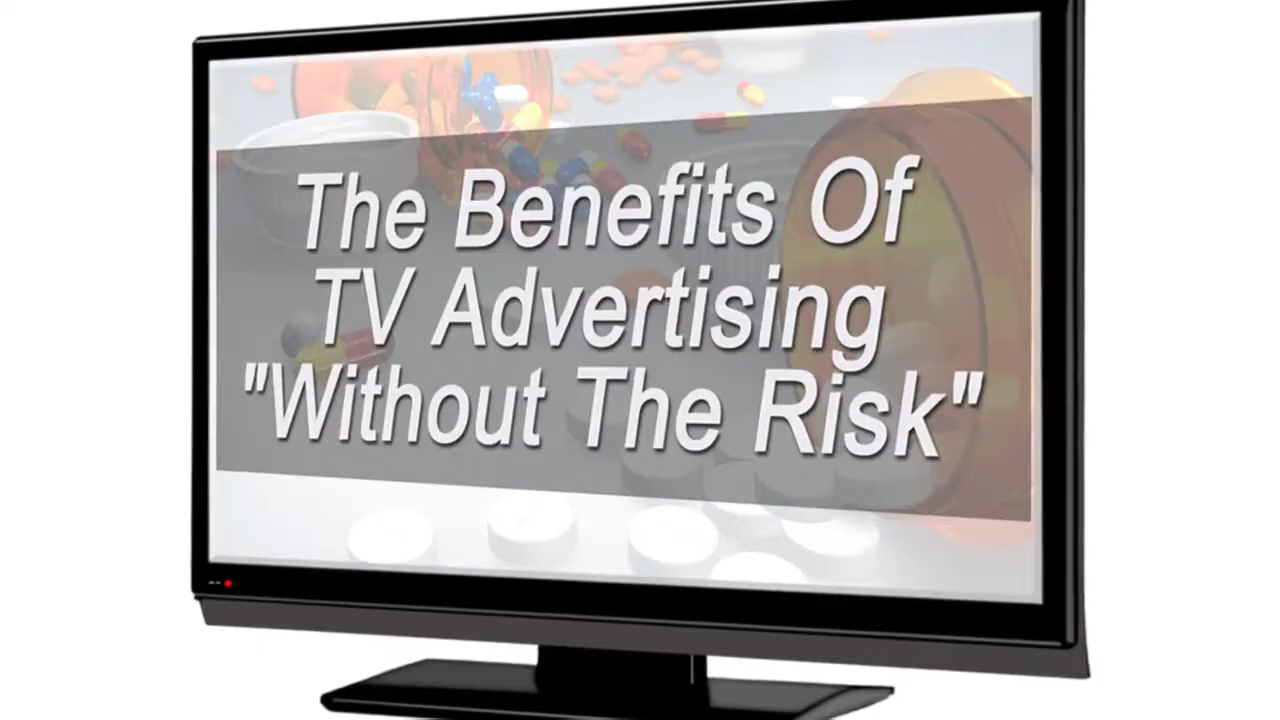 The Benefits Of
TV Advertising
"Without The Risk"